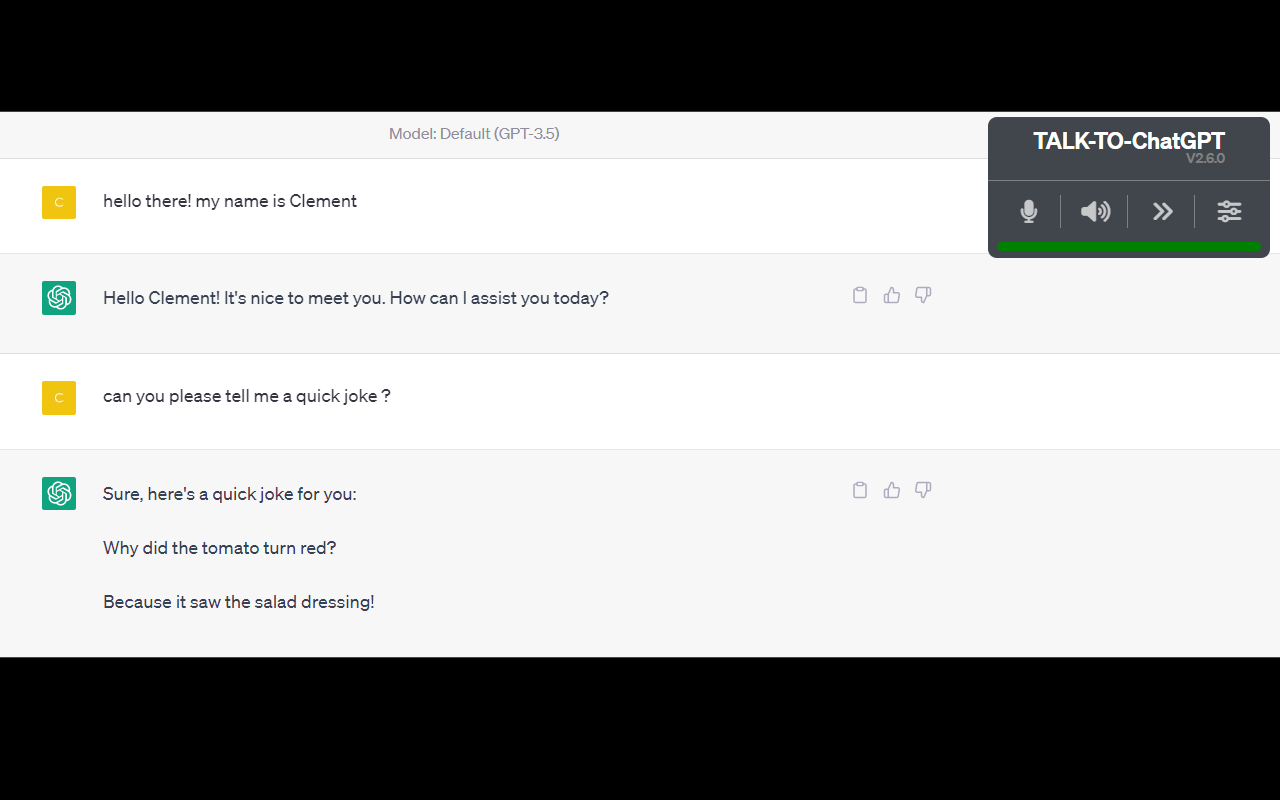 Model: Default (GPT-3.5)
TALK-TO-ChatGPT
V2.6.0
C
hello there! my name is Clement
Hello Clement! It's nice to meet you. How can I assist you today?
C
can you please tell me a quick joke ?
Sure, here's a quick joke for you:
Why did the tomato turn red?
Because it saw the salad dressing!